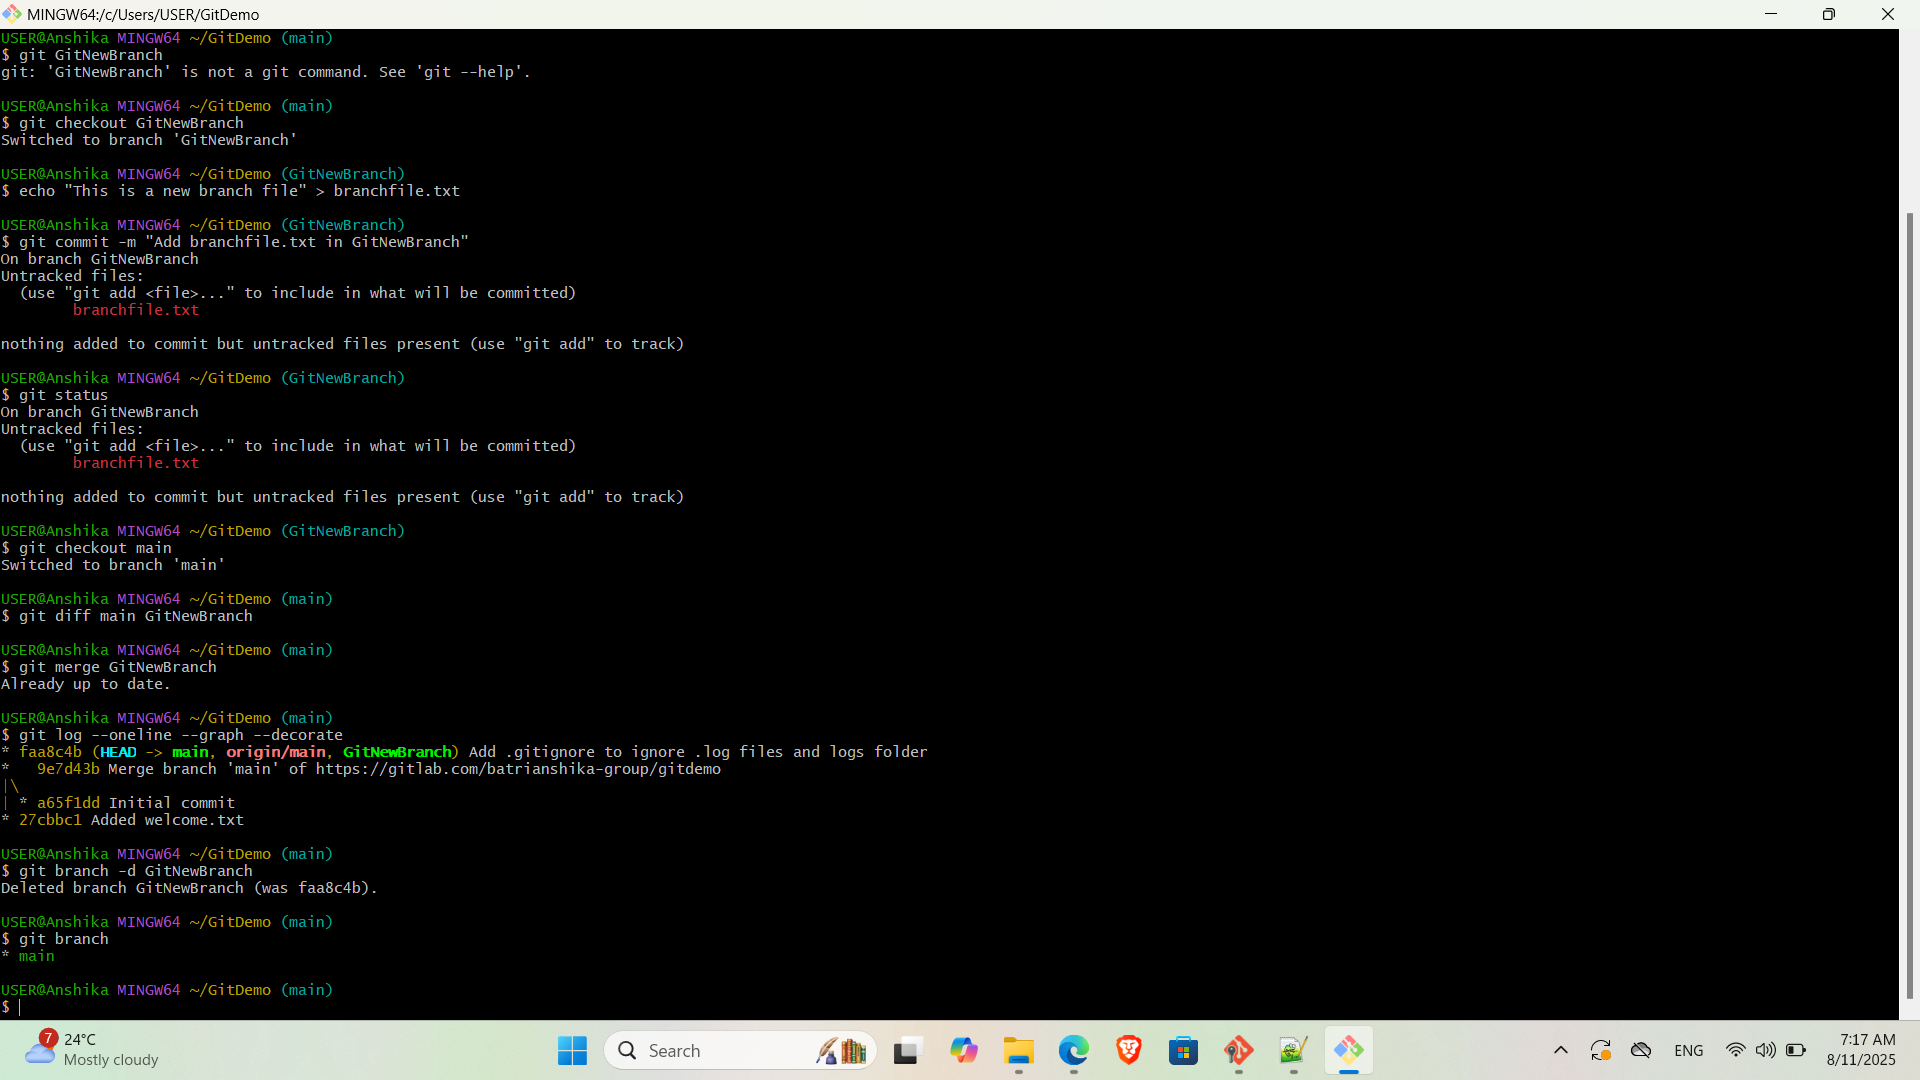 MINGW64:/c/Users/USER/GitDemo
USER@Anshika MINGW64 ~/GitDemo (main)
$ git GitNewBranch
git: 'GitNewBranch' is not a git command. See 'git --help'.
USER@Anshika MINGW64 ~/GitDemo (main)
$ git checkout GitNewBranch
Switched to branch 'GitNewBranch'
USER@Anshika MINGW64 ~/GitDemo (GitNewBranch)
$ echo "This is a new branch file" > branchfile.txt
USER@Anshika MINGW64 ~/GitDemo (GitNewBranch)
$ git commit -m "Add branchfile.txt in GitNewBranch"
On branch GitNewBranch
Untracked files:
  (use "git add <file>..." to include in what will be committed)
        branchfile.txt
nothing added to commit but untracked files present (use "git add" to track)
USER@Anshika MINGW64 ~/GitDemo (GitNewBranch)
$ git status
On branch GitNewBranch
Untracked files:
  (use "git add <file>..." to include in what will be committed)
        branchfile.txt
nothing added to commit but untracked files present (use "git add" to track)
USER@Anshika MINGW64 ~/GitDemo (GitNewBranch)
$ git checkout main
Switched to branch 'main'
USER@Anshika MINGW64 ~/GitDemo (main)
$ git diff main GitNewBranch
USER@Anshika MINGW64 ~/GitDemo (main)
$ git merge GitNewBranch
Already up to date.
USER@Anshika MINGW64 ~/GitDemo (main)
$ git log --oneline --graph --decorate
* faa8c4b (HEAD -> main, origin/main, GitNewBranch) Add .gitignore to ignore .log files and logs folder
*   9e7d43b Merge branch 'main' of https://gitlab.com/batrianshika-group/gitdemo
|\
| * a65f1dd Initial commit
* 27cbbc1 Added welcome.txt
USER@Anshika MINGW64 ~/GitDemo (main)
$ git branch -d GitNewBranch
Deleted branch GitNewBranch (was faa8c4b).
USER@Anshika MINGW64 ~/GitDemo (main)
$ git branch
* main
USER@Anshika MINGW64 ~/GitDemo (main)
$
7
24°C
Mostly cloudy
Search
ENG
7:17 AM
8/11/2025